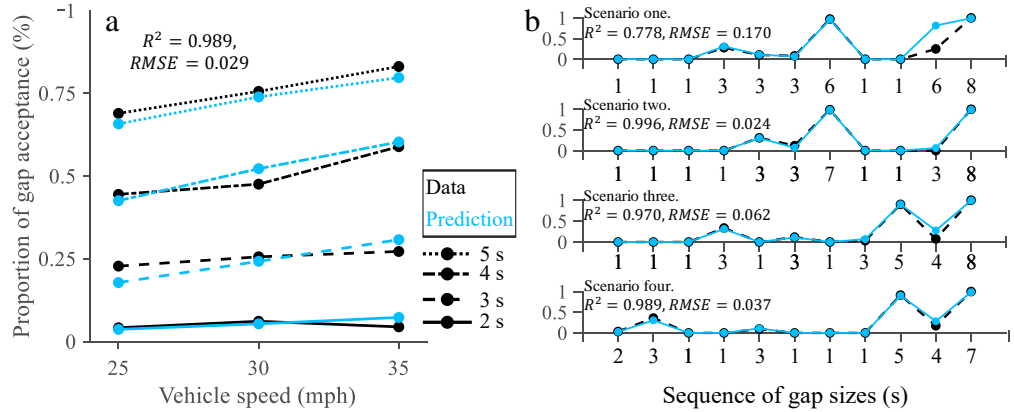 a
R² = 0.989,
RMSE = 0.029
Proportion of gap acceptance (%)
1
0.75
0.5
0.25
0
25
30
35
Vehicle speed (mph)
Data
Prediction
5 s
4 s
3 s
2 s
b
Scenario one.
R² = 0.778, RMSE = 0.170
1
0.5
0
1 1 1 3 3 3 6 1 1 6 8
Scenario two.
R² = 0.996, RMSE = 0.024
1
0.5
0
1 1 1 3 3 3 7 1 1 3 8
Scenario three.
R² = 0.970, RMSE = 0.062
1
0.5
0
1 1 1 3 1 3 1 3 5 4 8
Scenario four.
R² = 0.989, RMSE = 0.037
1
0.5
0
2 3 1 1 3 1 1 1 5 4 7
Sequence of gap sizes (s)